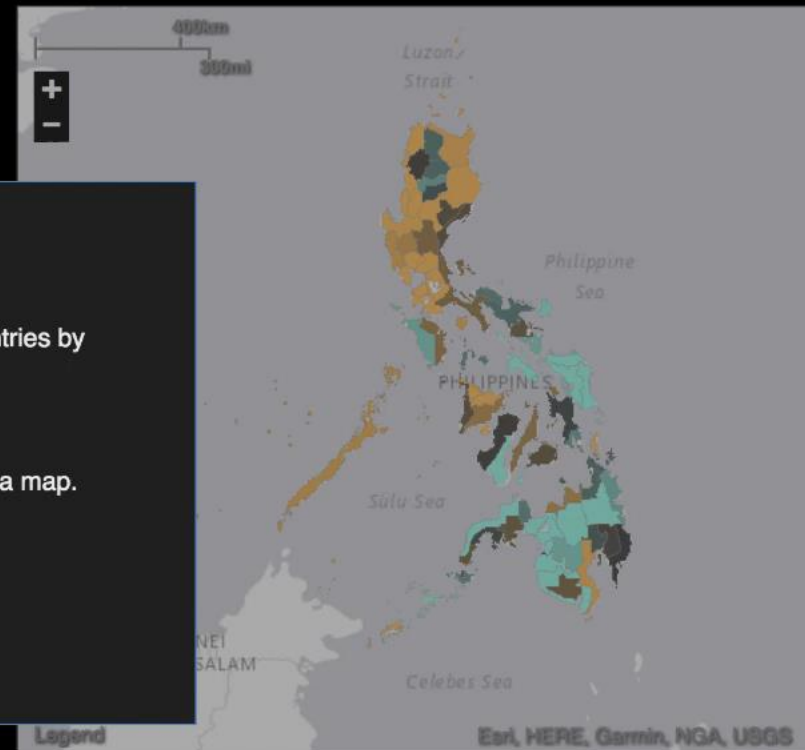 400km
300mi
+
−
Luzon
Strait
Philippine
Sea
ntries by
PHILIPPINES
a map.
Sulu Sea
NEI
SALAM
Celebes Sea
Legend
Esri, HERE, Garmin, NGA, USGS